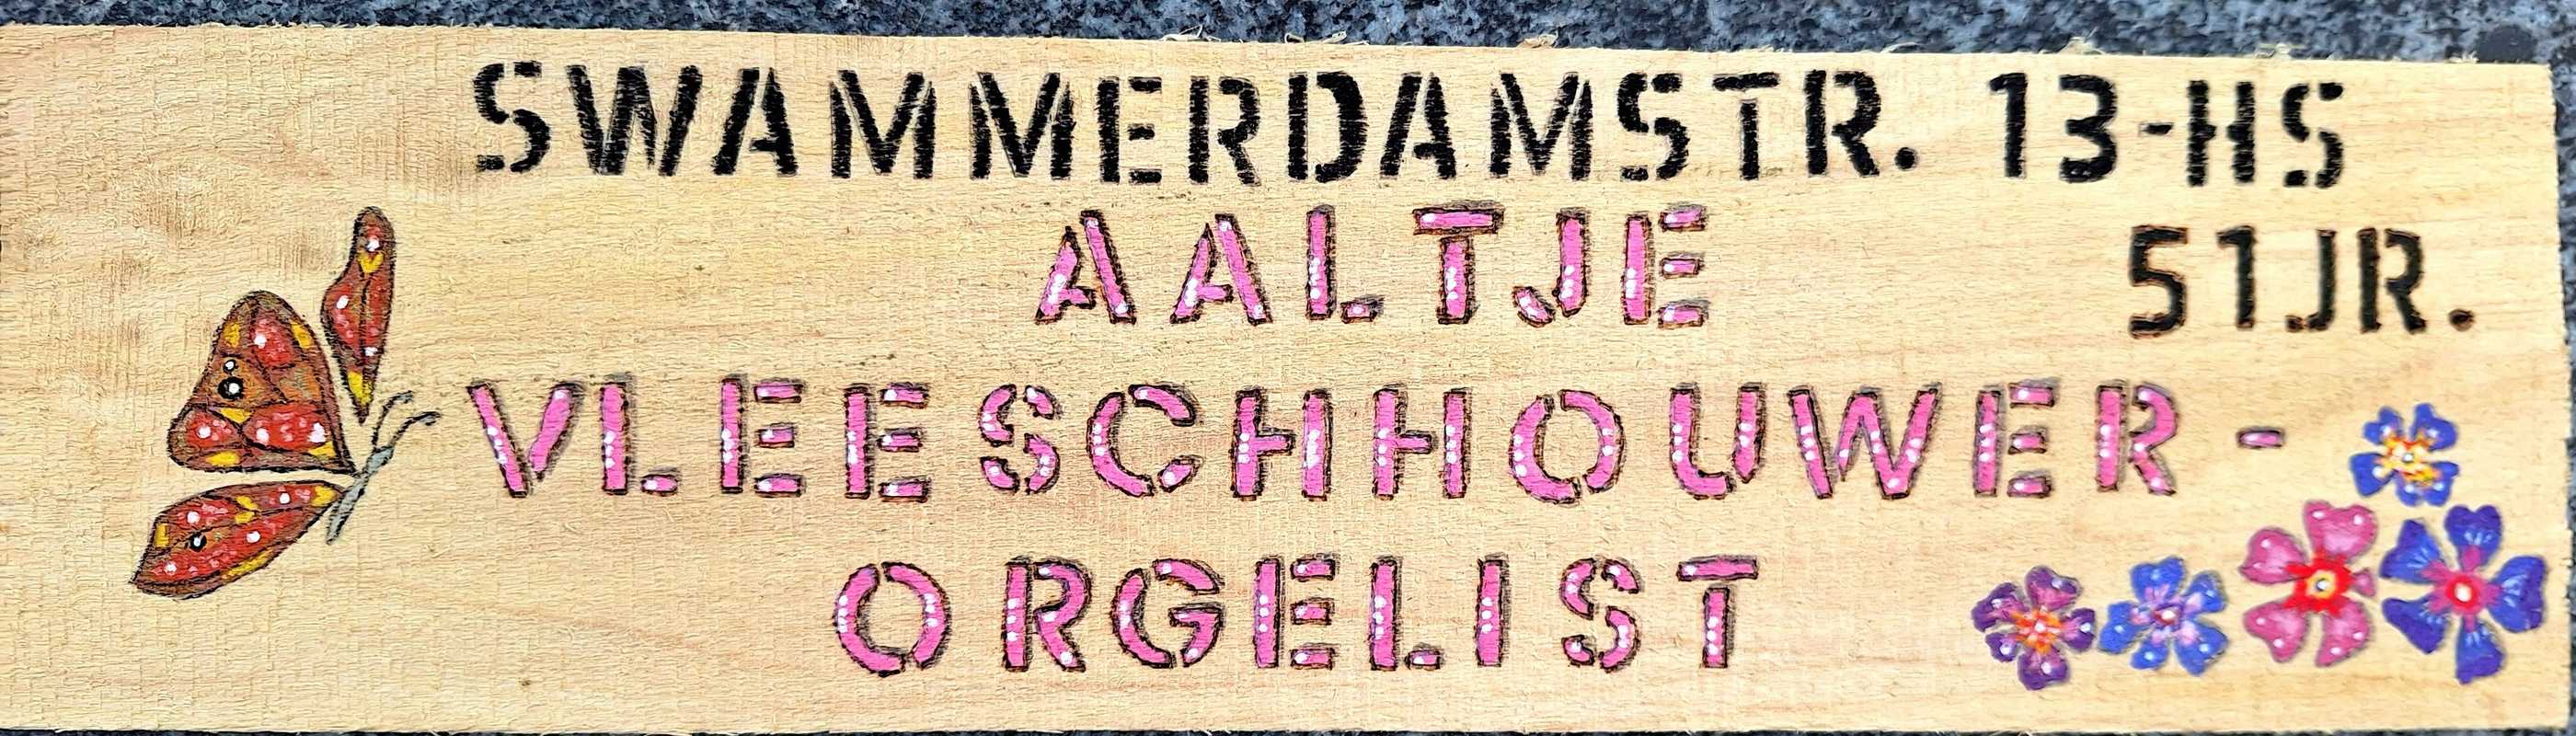 SWAMMERDAMSTR. 13-HS
AALTJE
51JR.
VLEESCHHOUWER-
ORGELIST